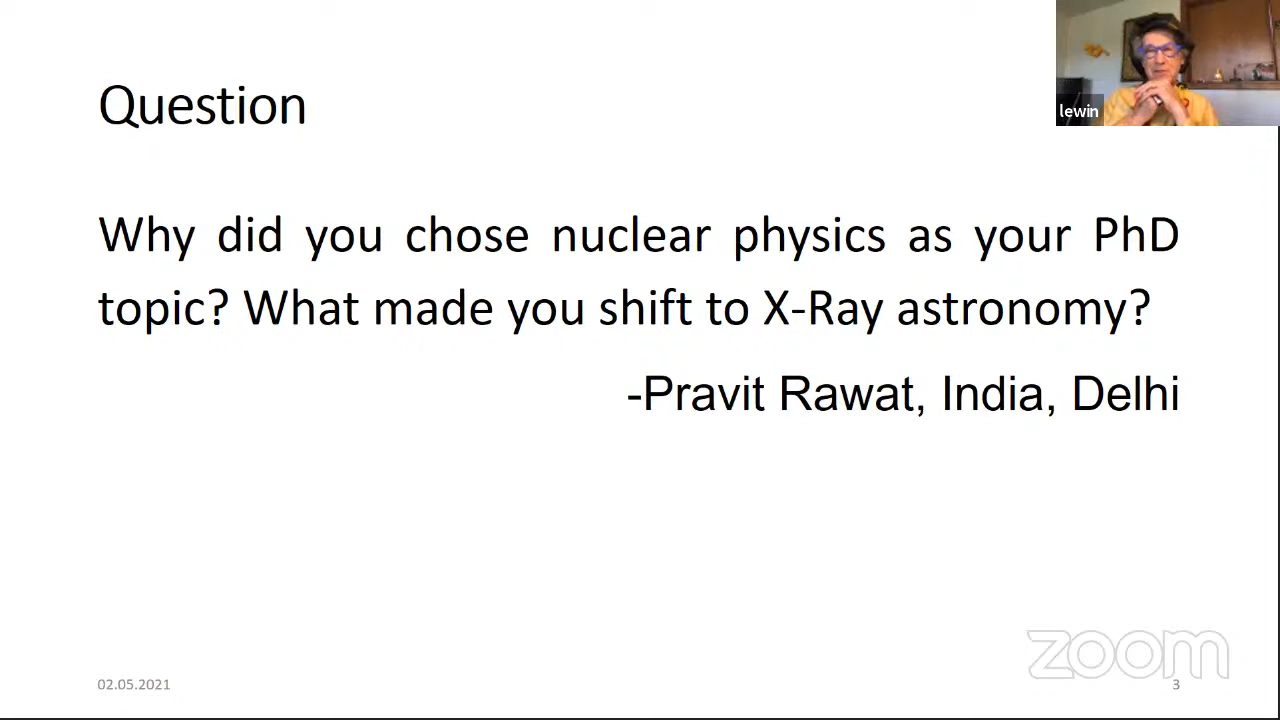 Question
lewin
Why did you chose nuclear physics as your PhD
topic? What made you shift to X-Ray astronomy?
-Pravit Rawat, India, Delhi
zoom
02.05.2021
3